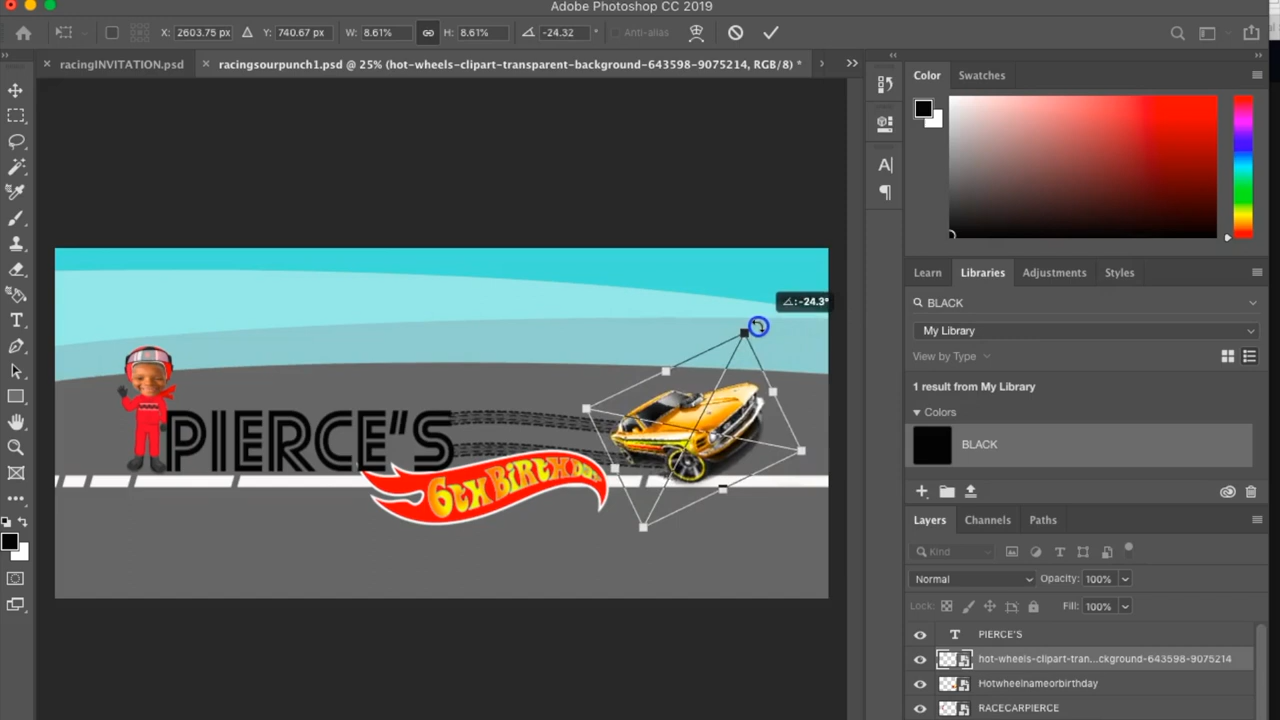 Adobe Photoshop CC 2019
X: 2603.75 px Δ Y: 740.67 px W: 8.61% H: 8.61% -24.32 ° Anti-alias
× racingINVITATION.psd × racingsourpunch1.psd @ 25% (hot-wheels-clipart-transparent-background-643598-9075214, RGB/8) *
Color Swatches
Learn Libraries Adjustments Styles
BLACK
My Library
View by Type
1 result from My Library
Colors
BLACK
-24.3°
PIERCE'S
6TH BIRTHDAY
Layers Channels Paths
Kind
Normal Opacity: 100%
Lock: Fill: 100%
T PIERCE'S
hot-wheels-clipart-tran...ckground-643598-9075214
Hotwheelnameorbirthday
RACECARPIERCE